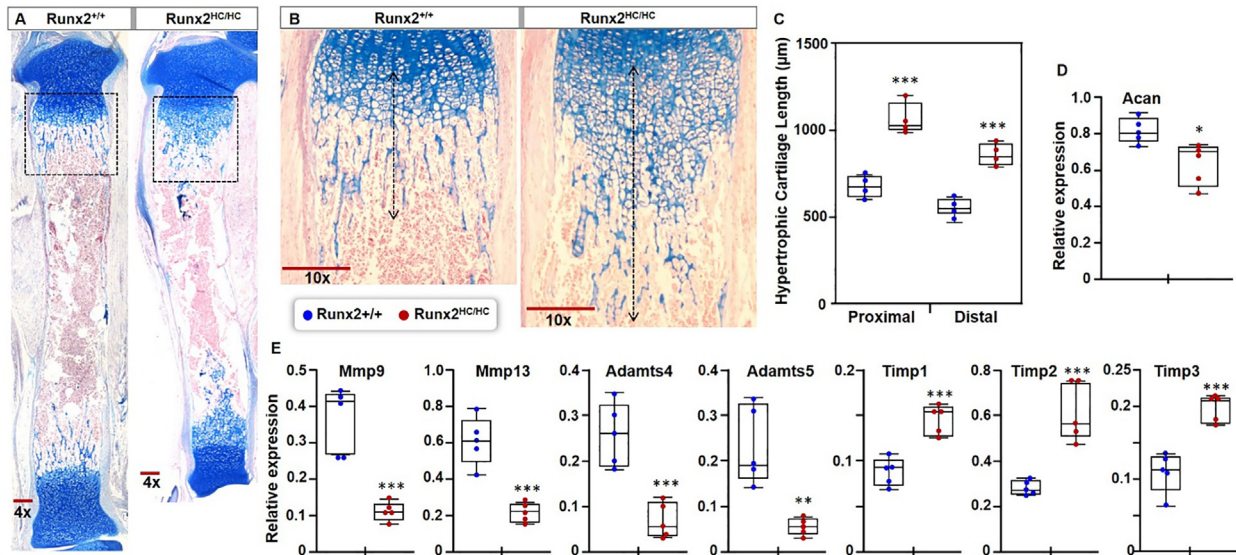 A Runx2+/+ Runx2HC/HC
4x 4x
B Runx2+/+ Runx2HC/HC
10x 10x
Runx2+/+ Runx2HC/HC
C
Hypertrophic Cartilage Length (µm)
1500
1000
500
0
*** ***
Proximal Distal
D
Acan
Relative expression
1.0
0.8
0.6
0.4
0.2
0
*
E
Relative expression
Mmp9
0.5
0.4
0.3
0.2
0.1
0
***
Mmp13
1.0
0.8
0.6
0.4
0.2
0
***
Adamts4
0.4
0.3
0.2
0.1
0
***
Adamts5
0.4
0.3
0.2
0.1
0
**
Timp1
0.2
0.1
0
***
Timp2
0.8
0.6
0.4
0.2
0
***
Timp3
0.25
0.2
0.1
0
***